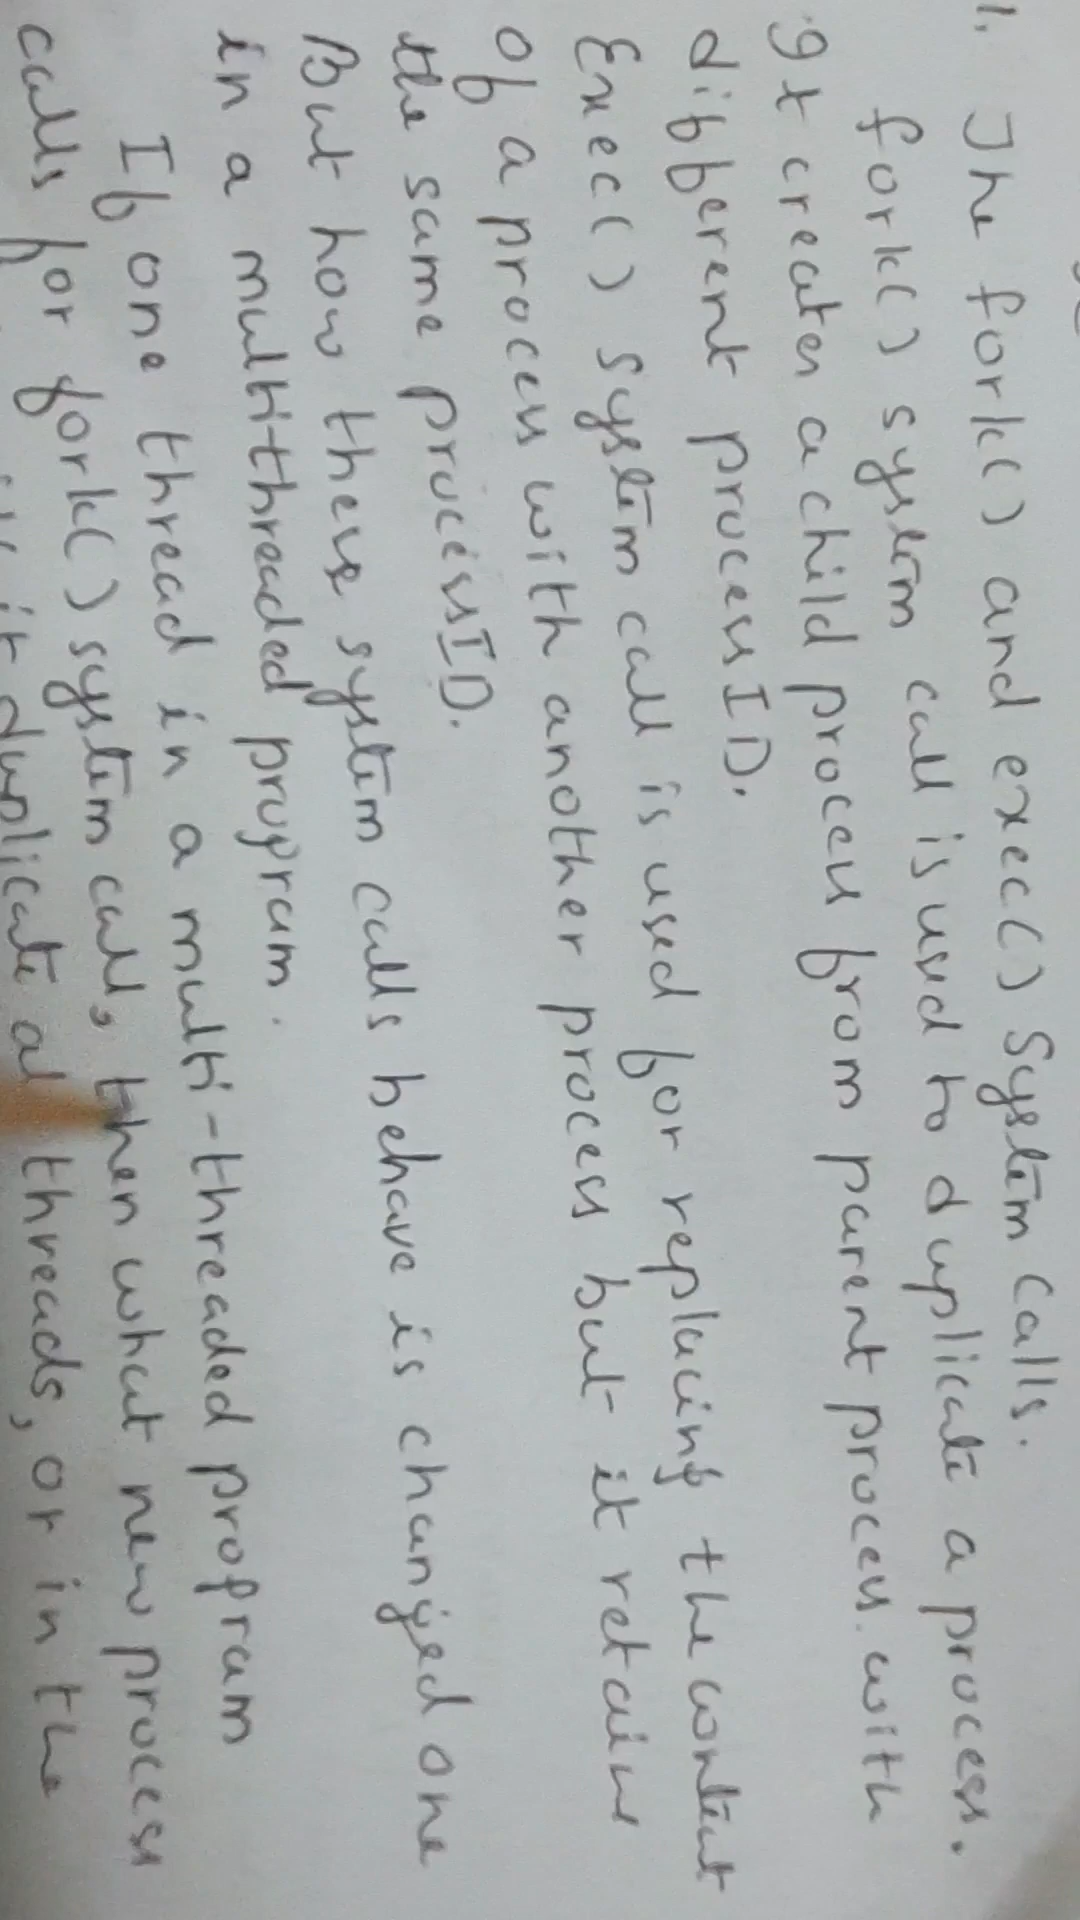 1. The fork() and exec() System Calls.
fork() system call is used to duplicate a process.
It creates a child process from parent process with
different process ID.
Exec() system call is used for replacing the content
of a process with another process but it retains
the same process ID.
But how these system calls behave is changed one
in a multithreaded program.
If one thread in a multi-threaded program
calls for fork() system call, then what new process
it duplicate al threads, or in the